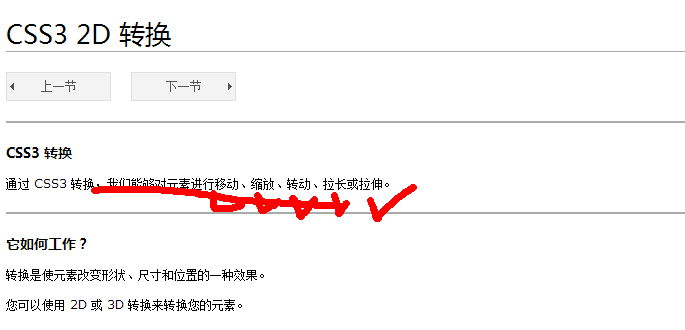 CSS3 2D 转换
上一节 下一节
CSS3 转换
通过 CSS3 转换，我们能够对元素进行移动、缩放、转动、拉长或拉伸。
它如何工作？
转换是使元素改变形状、尺寸和位置的一种效果。
您可以使用 2D 或 3D 转换来转换您的元素。